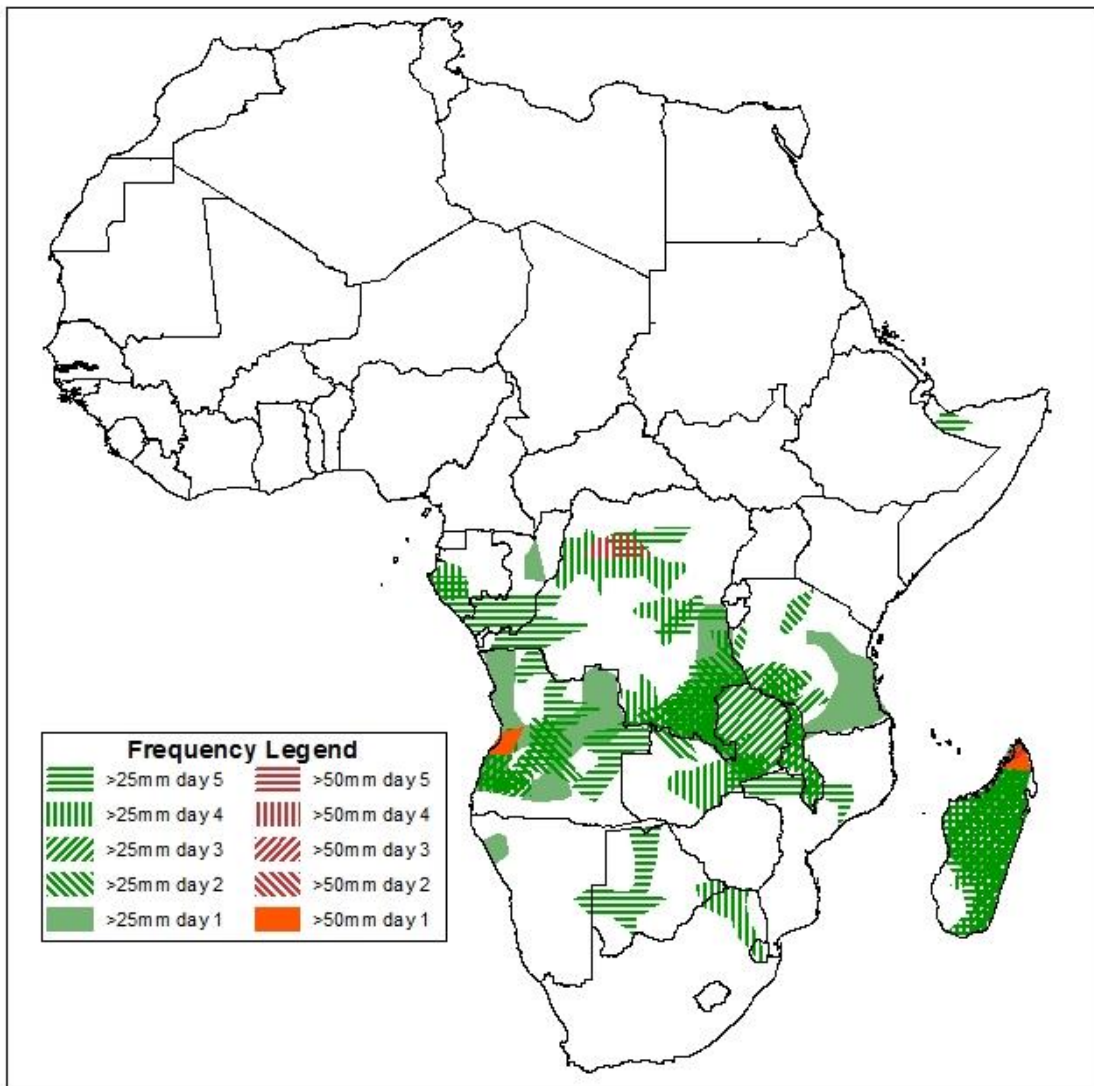 Frequency Legend
>25mm day 5 >50mm day 5
>25mm day 4 >50mm day 4
>25mm day 3 >50mm day 3
>25mm day 2 >50mm day 2
>25mm day 1 >50mm day 1